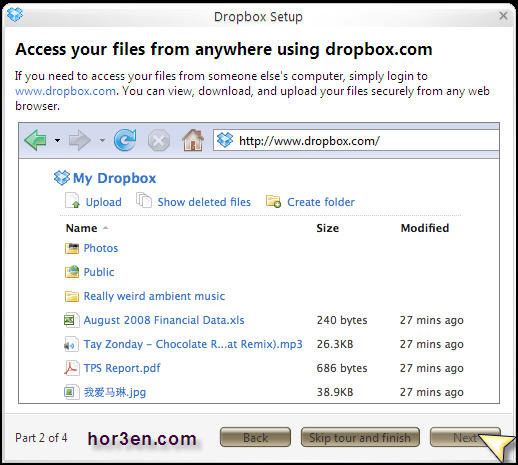 Dropbox Setup
Access your files from anywhere using dropbox.com
If you need to access your files from someone else's computer, simply login to
www.dropbox.com. You can view, download, and upload your files securely from any web
browser.
http://www.dropbox.com/
My Dropbox
Upload Show deleted files Create folder
Name Size Modified
Photos
Public
Really weird ambient music
August 2008 Financial Data.xls 240 bytes 27 mins ago
Tay Zonday - Chocolate R...at Remix).mp3 26.3KB 27 mins ago
TPS Report.pdf 686 bytes 27 mins ago
我爱马琳.jpg 38.9KB 27 mins ago
Part 2 of 4 hor3en.com Back Skip tour and finish Next